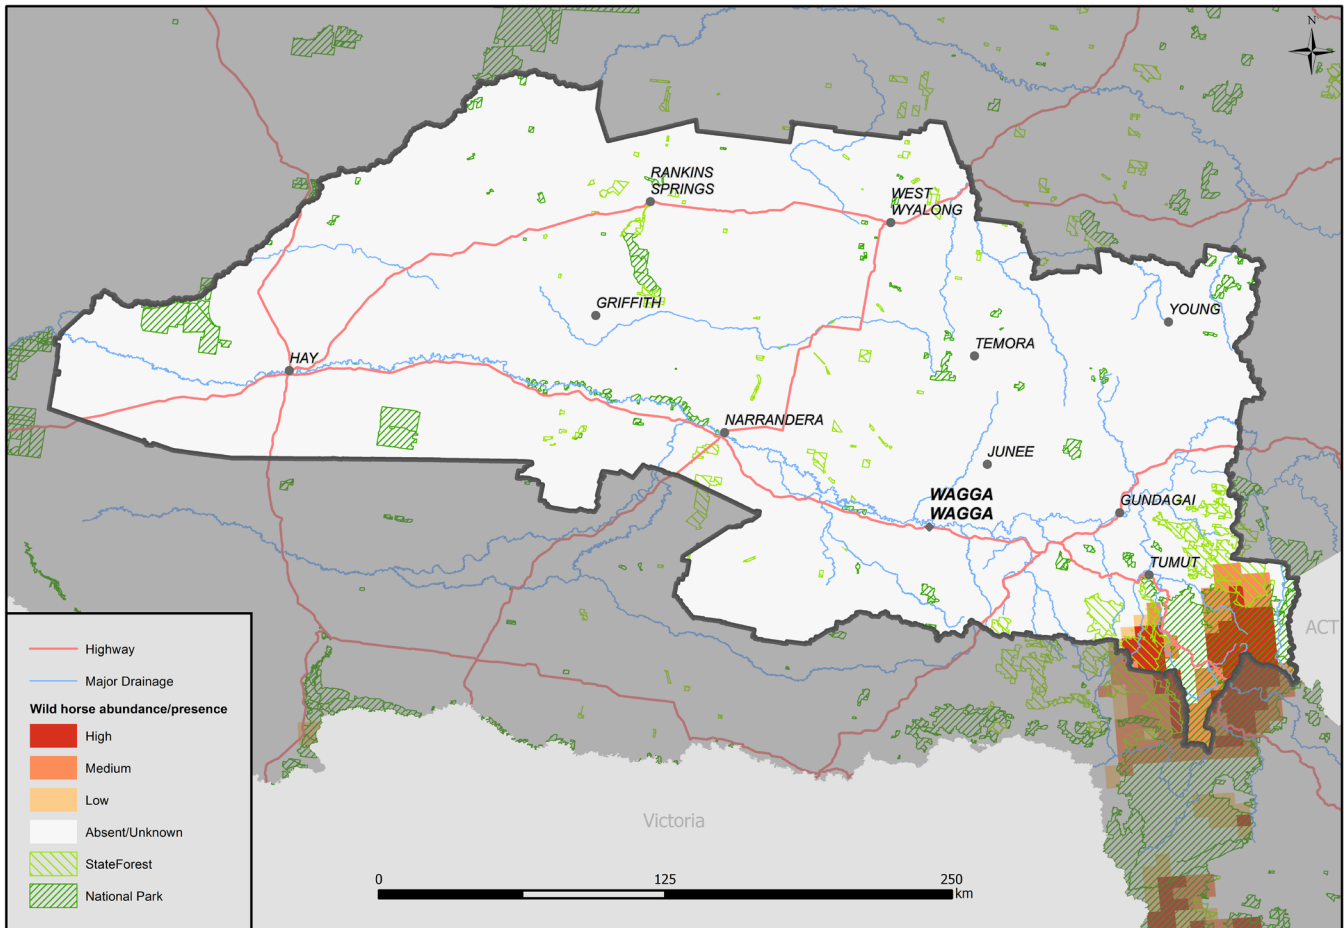 N
RANKINS
SPRINGS
WEST
WYALONG
GRIFFITH
YOUNG
HAY
TEMORA
NARRANDERA
JUNEE
WAGGA
WAGGA
GUNDAGAI
TUMUT
ACT
Victoria
Highway
Major Drainage
Wild horse abundance/presence
High
Medium
Low
Absent/Unknown
StateForest
National Park
0
125
250
km